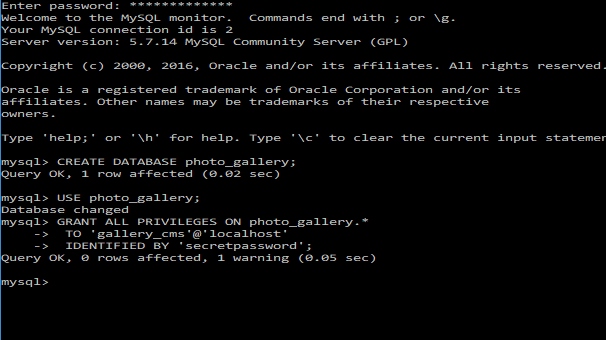 Enter password: *************
Welcome to the MySQL monitor.  Commands end with ; or \g.
Your MySQL connection id is 2
Server version: 5.7.14 MySQL Community Server (GPL)
Copyright (c) 2000, 2016, Oracle and/or its affiliates. All rights reserved.
Oracle is a registered trademark of Oracle Corporation and/or its
affiliates. Other names may be trademarks of their respective
owners.
Type 'help;' or '\h' for help. Type '\c' to clear the current input statemen
mysql> CREATE DATABASE photo_gallery;
Query OK, 1 row affected (0.02 sec)
mysql> USE photo_gallery;
Database changed
mysql> GRANT ALL PRIVILEGES ON photo_gallery.*
    ->  TO 'gallery_cms'@'localhost'
    ->  IDENTIFIED BY 'secretpassword';
Query OK, 0 rows affected, 1 warning (0.05 sec)
mysql>